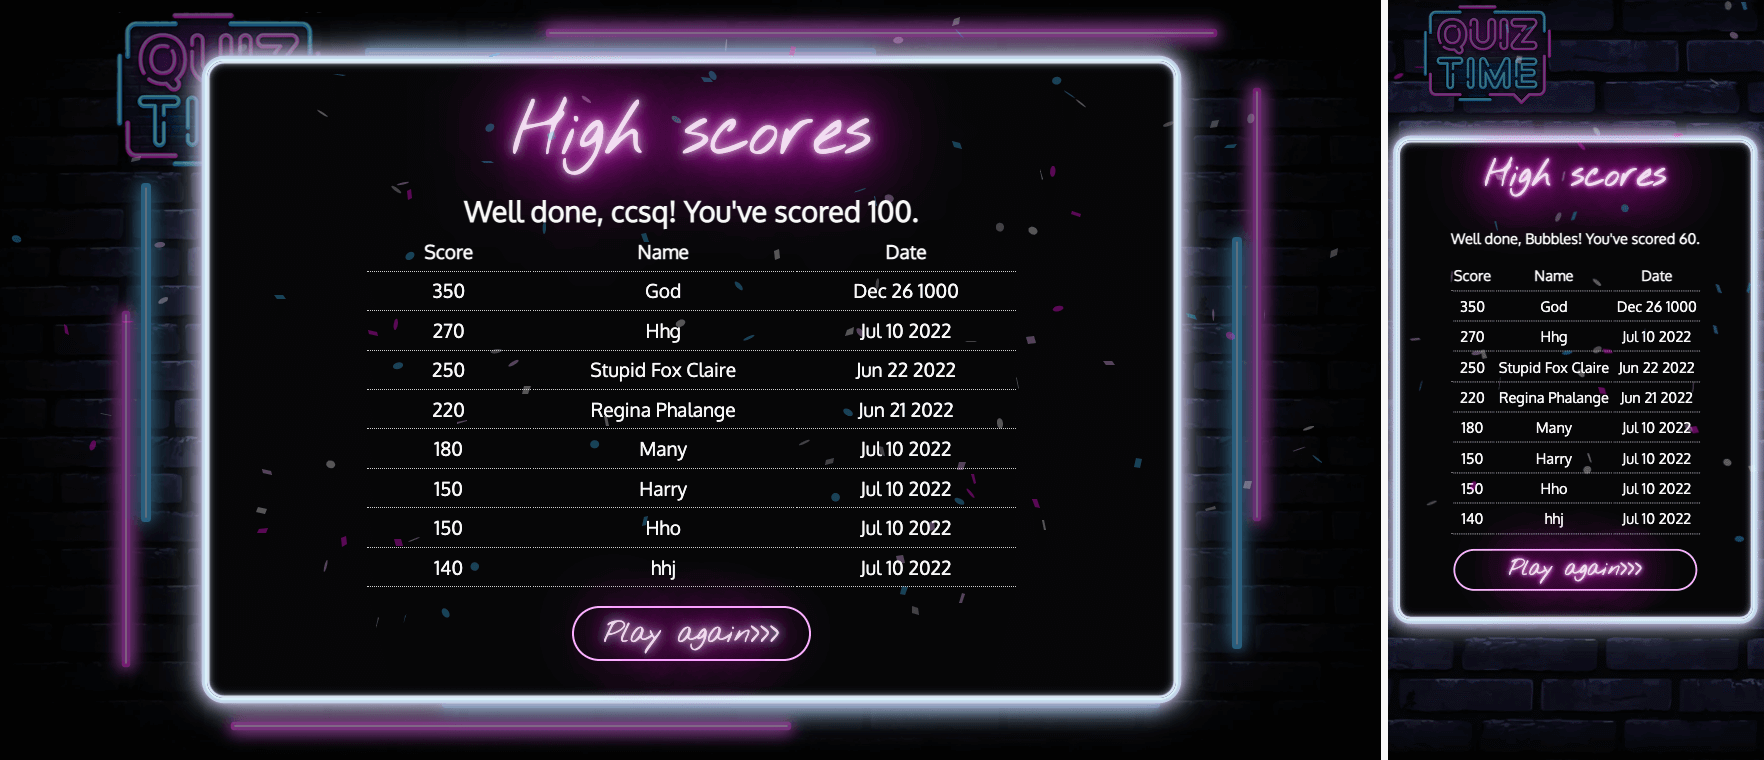 QUIZ
TI
High scores
Well done, ccsq! You've scored 100.
Score Name Date
350 God Dec 26 1000
270 Hhg Jul 10 2022
250 Stupid Fox Claire Jun 22 2022
220 Regina Phalange Jun 21 2022
180 Many Jul 10 2022
150 Harry Jul 10 2022
150 Hho Jul 10 2022
140 hhj Jul 10 2022
Play again>>>
QUIZ
TIME
High scores
Well done, Bubbles! You've scored 60.
Score Name Date
350 God Dec 26 1000
270 Hhg Jul 10 2022
250 Stupid Fox Claire Jun 22 2022
220 Regina Phalange Jun 21 2022
180 Many Jul 10 2022
150 Harry Jul 10 2022
150 Hho Jul 10 2022
140 hhj Jul 10 2022
Play again>>>